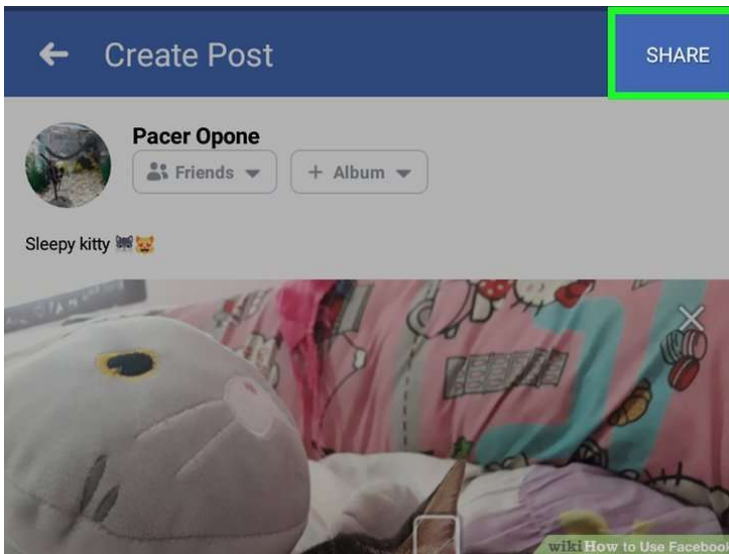 Create Post
SHARE
Pacer Opone
Friends
+ Album
Sleepy kitty
wikiHow to Use Facebook